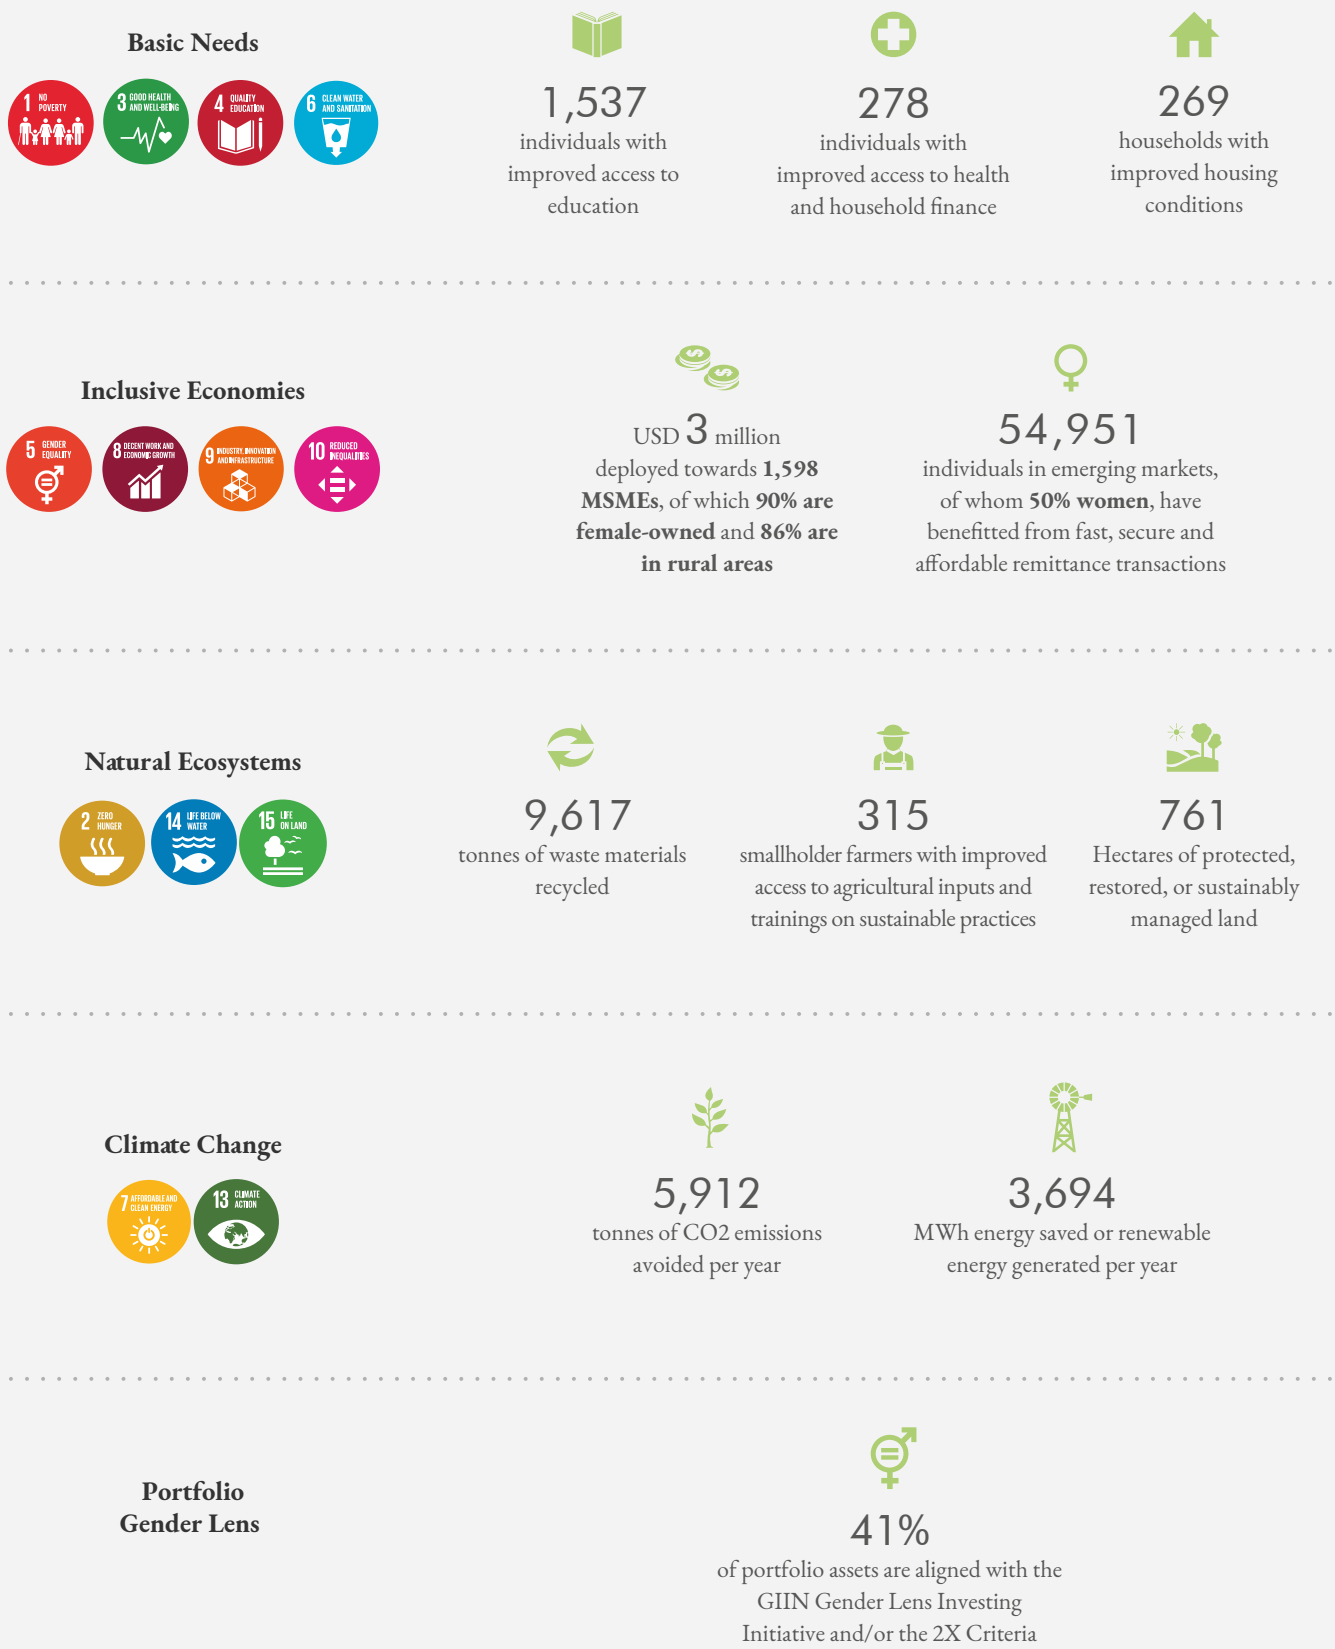 Basic Needs
1 NO
POVERTY
3 GOOD HEALTH
AND WELL-BEING
4 QUALITY
EDUCATION
6 CLEAN WATER
AND SANITATION
1,537
individuals with
improved access to
education
278
individuals with
improved access to health
and household finance
269
households with
improved housing
conditions
Inclusive Economies
5 GENDER
EQUALITY
8 DECENT WORK AND
ECONOMIC GROWTH
9 INDUSTRY, INNOVATION
AND INFRASTRUCTURE
10 REDUCED
INEQUALITIES
USD 3 million
deployed towards 1,598
MSMEs, of which 90% are
female-owned and 86% are
in rural areas
54,951
individuals in emerging markets,
of whom 50% women, have
benefitted from fast, secure and
affordable remittance transactions
Natural Ecosystems
2 ZERO
HUNGER
14 LIFE BELOW
WATER
15 LIFE
ON LAND
9,617
tonnes of waste materials
recycled
315
smallholder farmers with improved
access to agricultural inputs and
trainings on sustainable practices
761
Hectares of protected,
restored, or sustainably
managed land
Climate Change
7 AFFORDABLE AND
CLEAN ENERGY
13 CLIMATE
ACTION
5,912
tonnes of CO2 emissions
avoided per year
3,694
MWh energy saved or renewable
energy generated per year
Portfolio
Gender Lens
41%
of portfolio assets are aligned with the
GIIN Gender Lens Investing
Initiative and/or the 2X Criteria